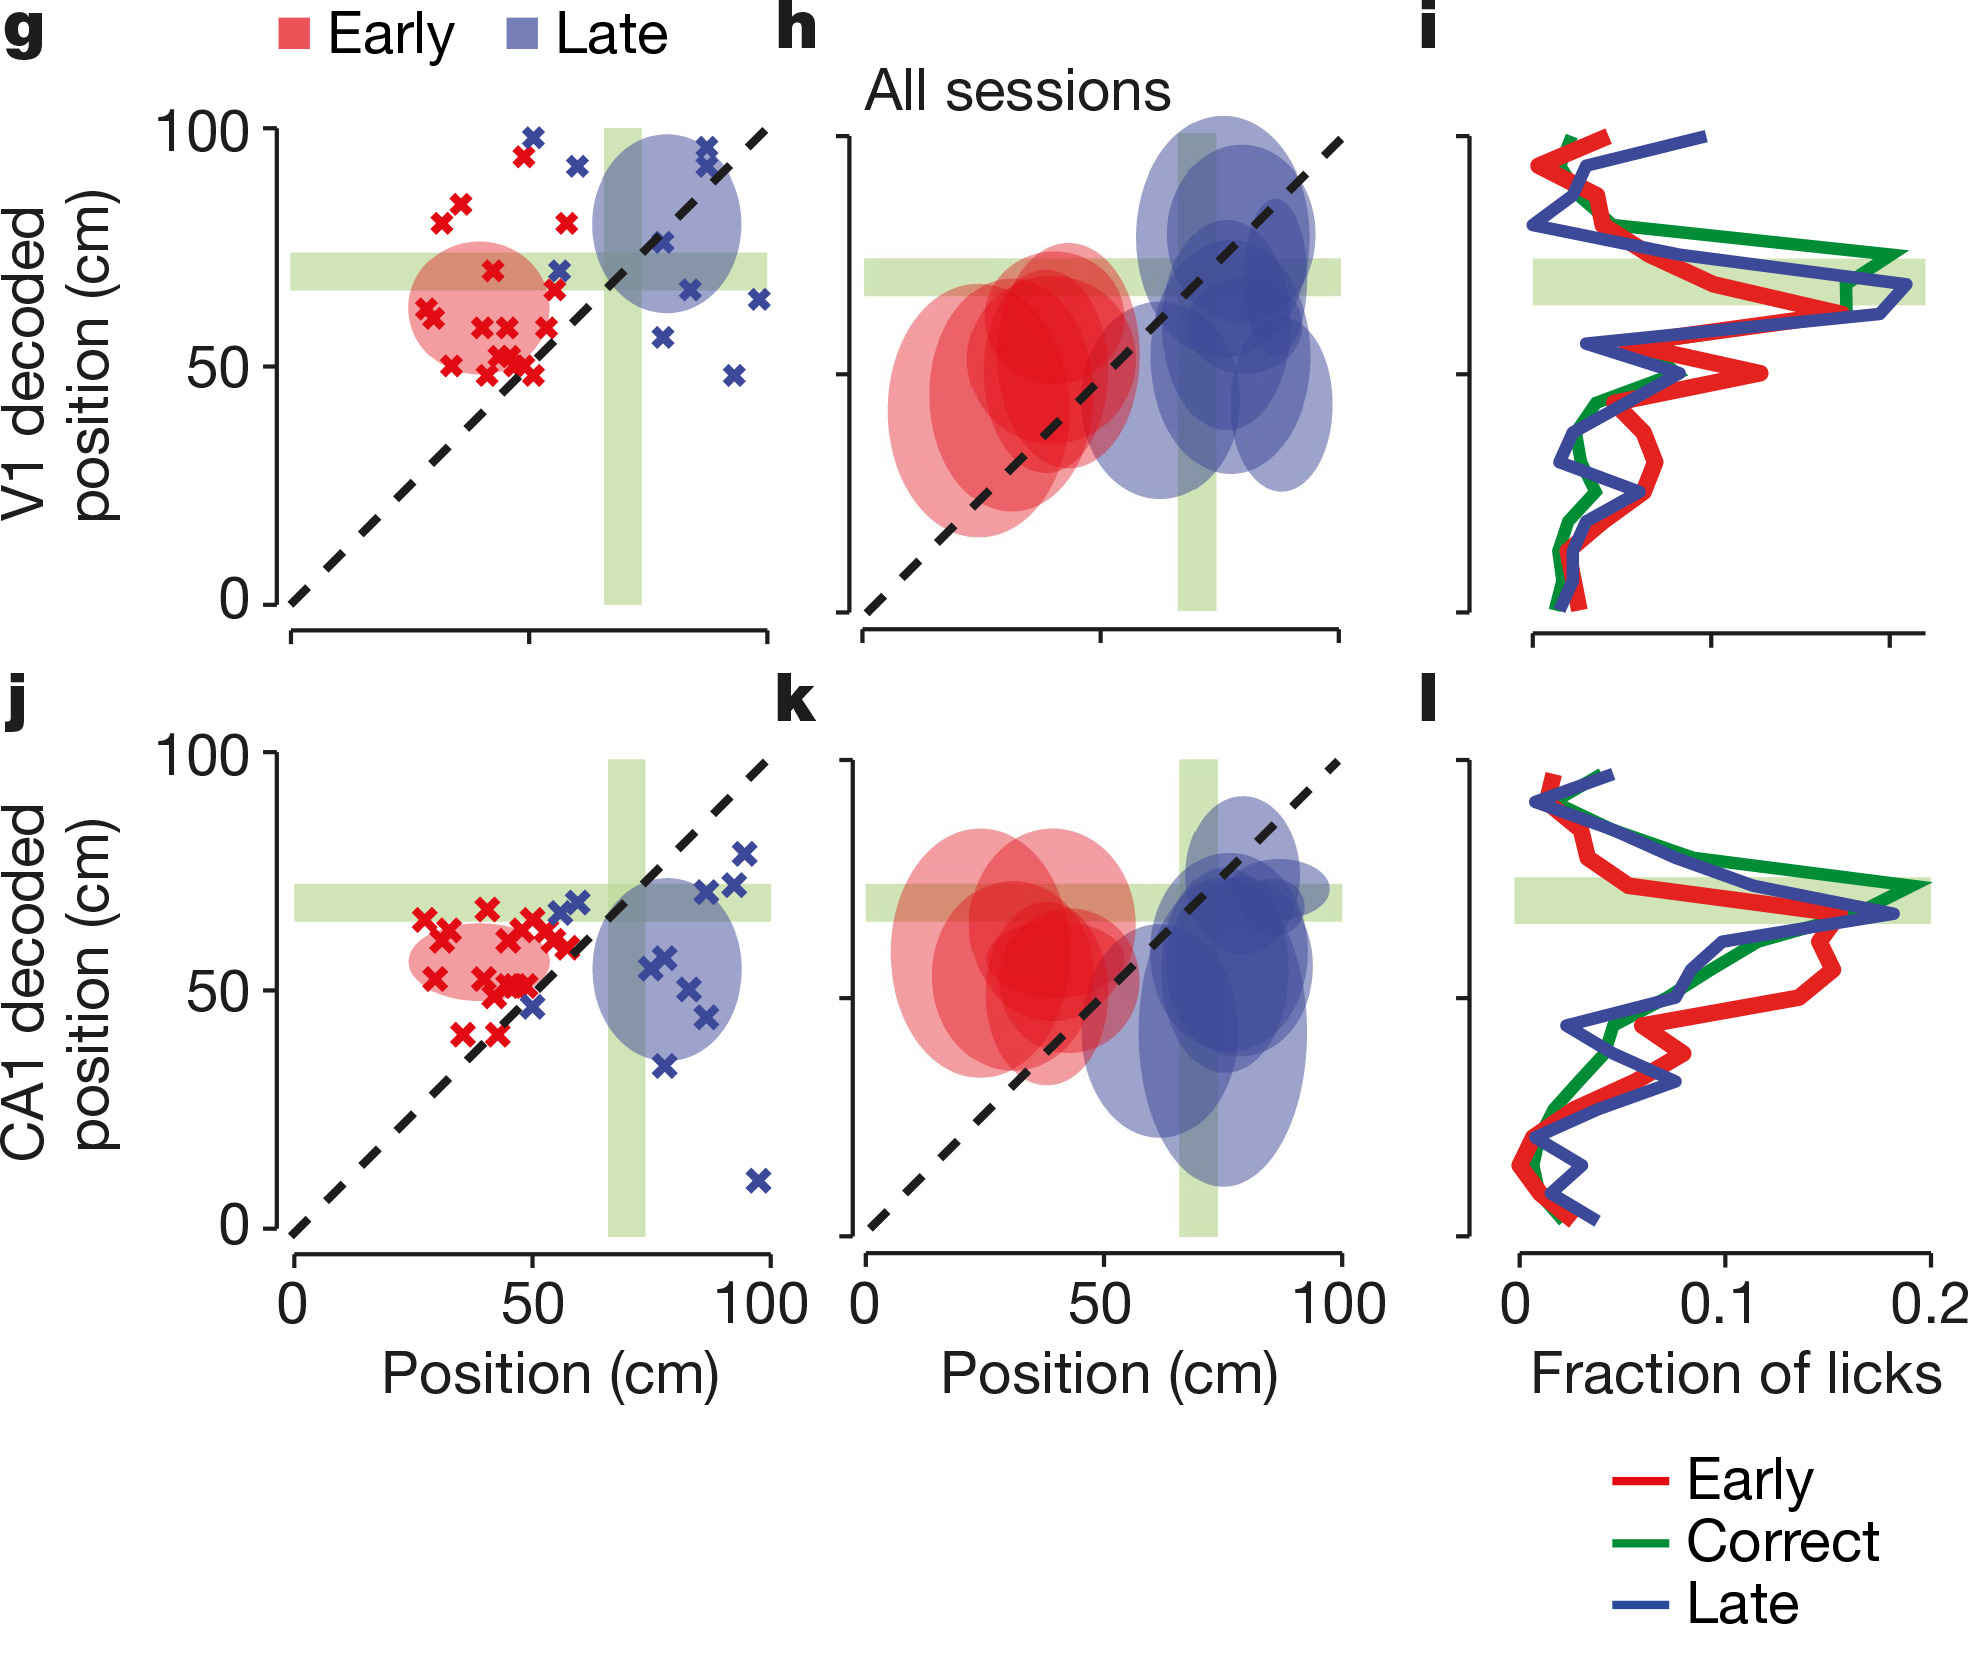 g
Early
Late
h
All sessions
i
V1 decoded
position (cm)
100
50
0
j
k
l
CA1 decoded
position (cm)
100
50
0
0
50
100
0
50
100
0
0.1
0.2
Position (cm)
Position (cm)
Fraction of licks
Early
Correct
Late